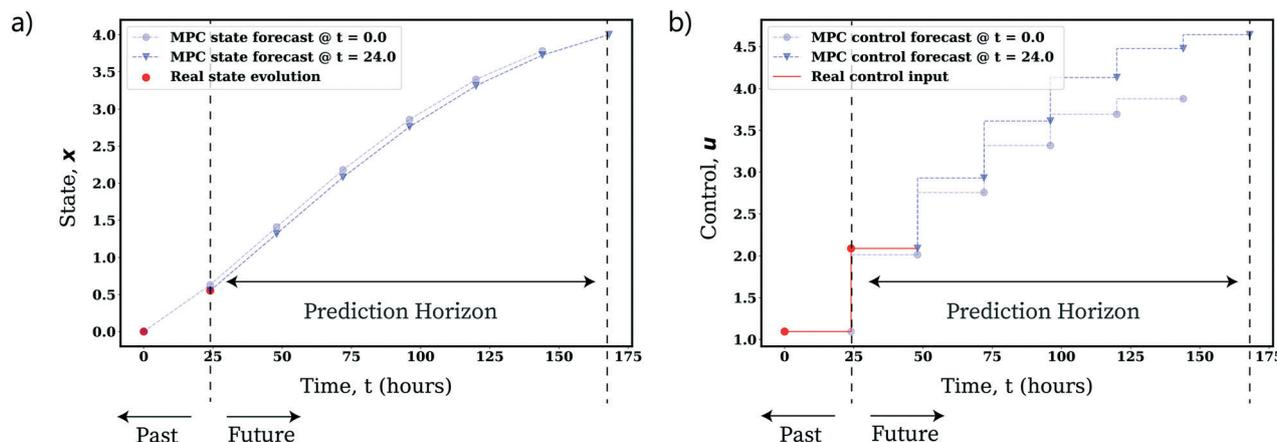 a)
MPC state forecast @ t = 0.0
MPC state forecast @ t = 24.0
Real state evolution
4.0
3.5
3.0
2.5
2.0
1.5
1.0
0.5
0.0
State, x
Prediction Horizon
0 25 50 75 100 125 150 175
Time, t (hours)
Past Future
b)
MPC control forecast @ t = 0.0
MPC control forecast @ t = 24.0
Real control input
4.5
4.0
3.5
3.0
2.5
2.0
1.5
1.0
Control, u
Prediction Horizon
0 25 50 75 100 125 150 175
Time, t (hours)
Past Future